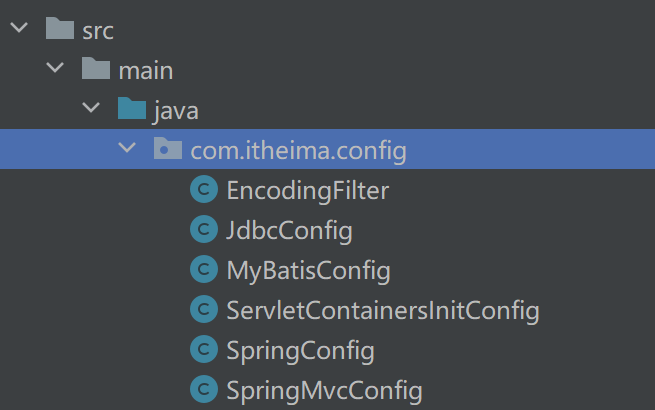 src
main
java
com.itheima.config
EncodingFilter
JdbcConfig
MyBatisConfig
ServletContainersInitConfig
SpringConfig
SpringMvcConfig